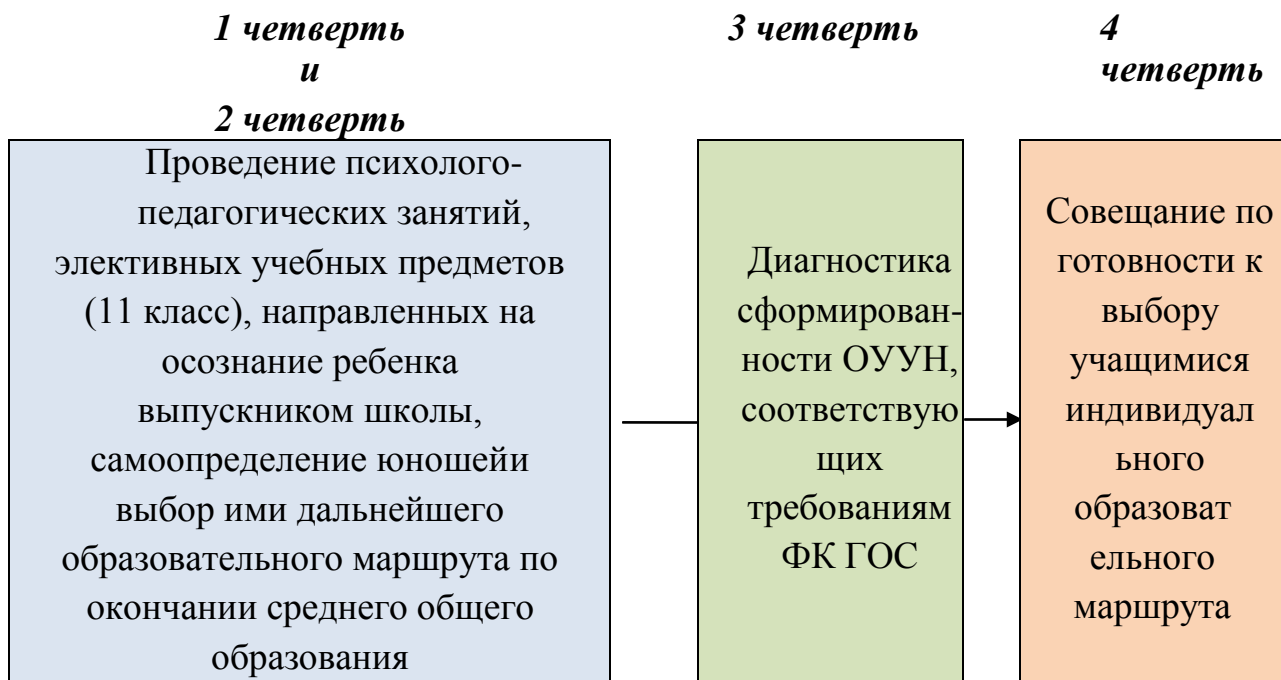 1 четверть
и
2 четверть
3 четверть
4
четверть
Проведение психолого-
педагогических занятий,
элективных учебных предметов
(11 класс), направленных на
осознание ребенка
выпускником школы,
самоопределение юношейи
выбор ими дальнейшего
образовательного маршрута по
окончании среднего общего
образования
Диагностика
сформирован-
ности ОУУН,
соответствую
щих
требованиям
ФК ГОС
Совещание по
готовности к
выбору
учащимися
индивидуал
ьного
образоват
ельного
маршрута